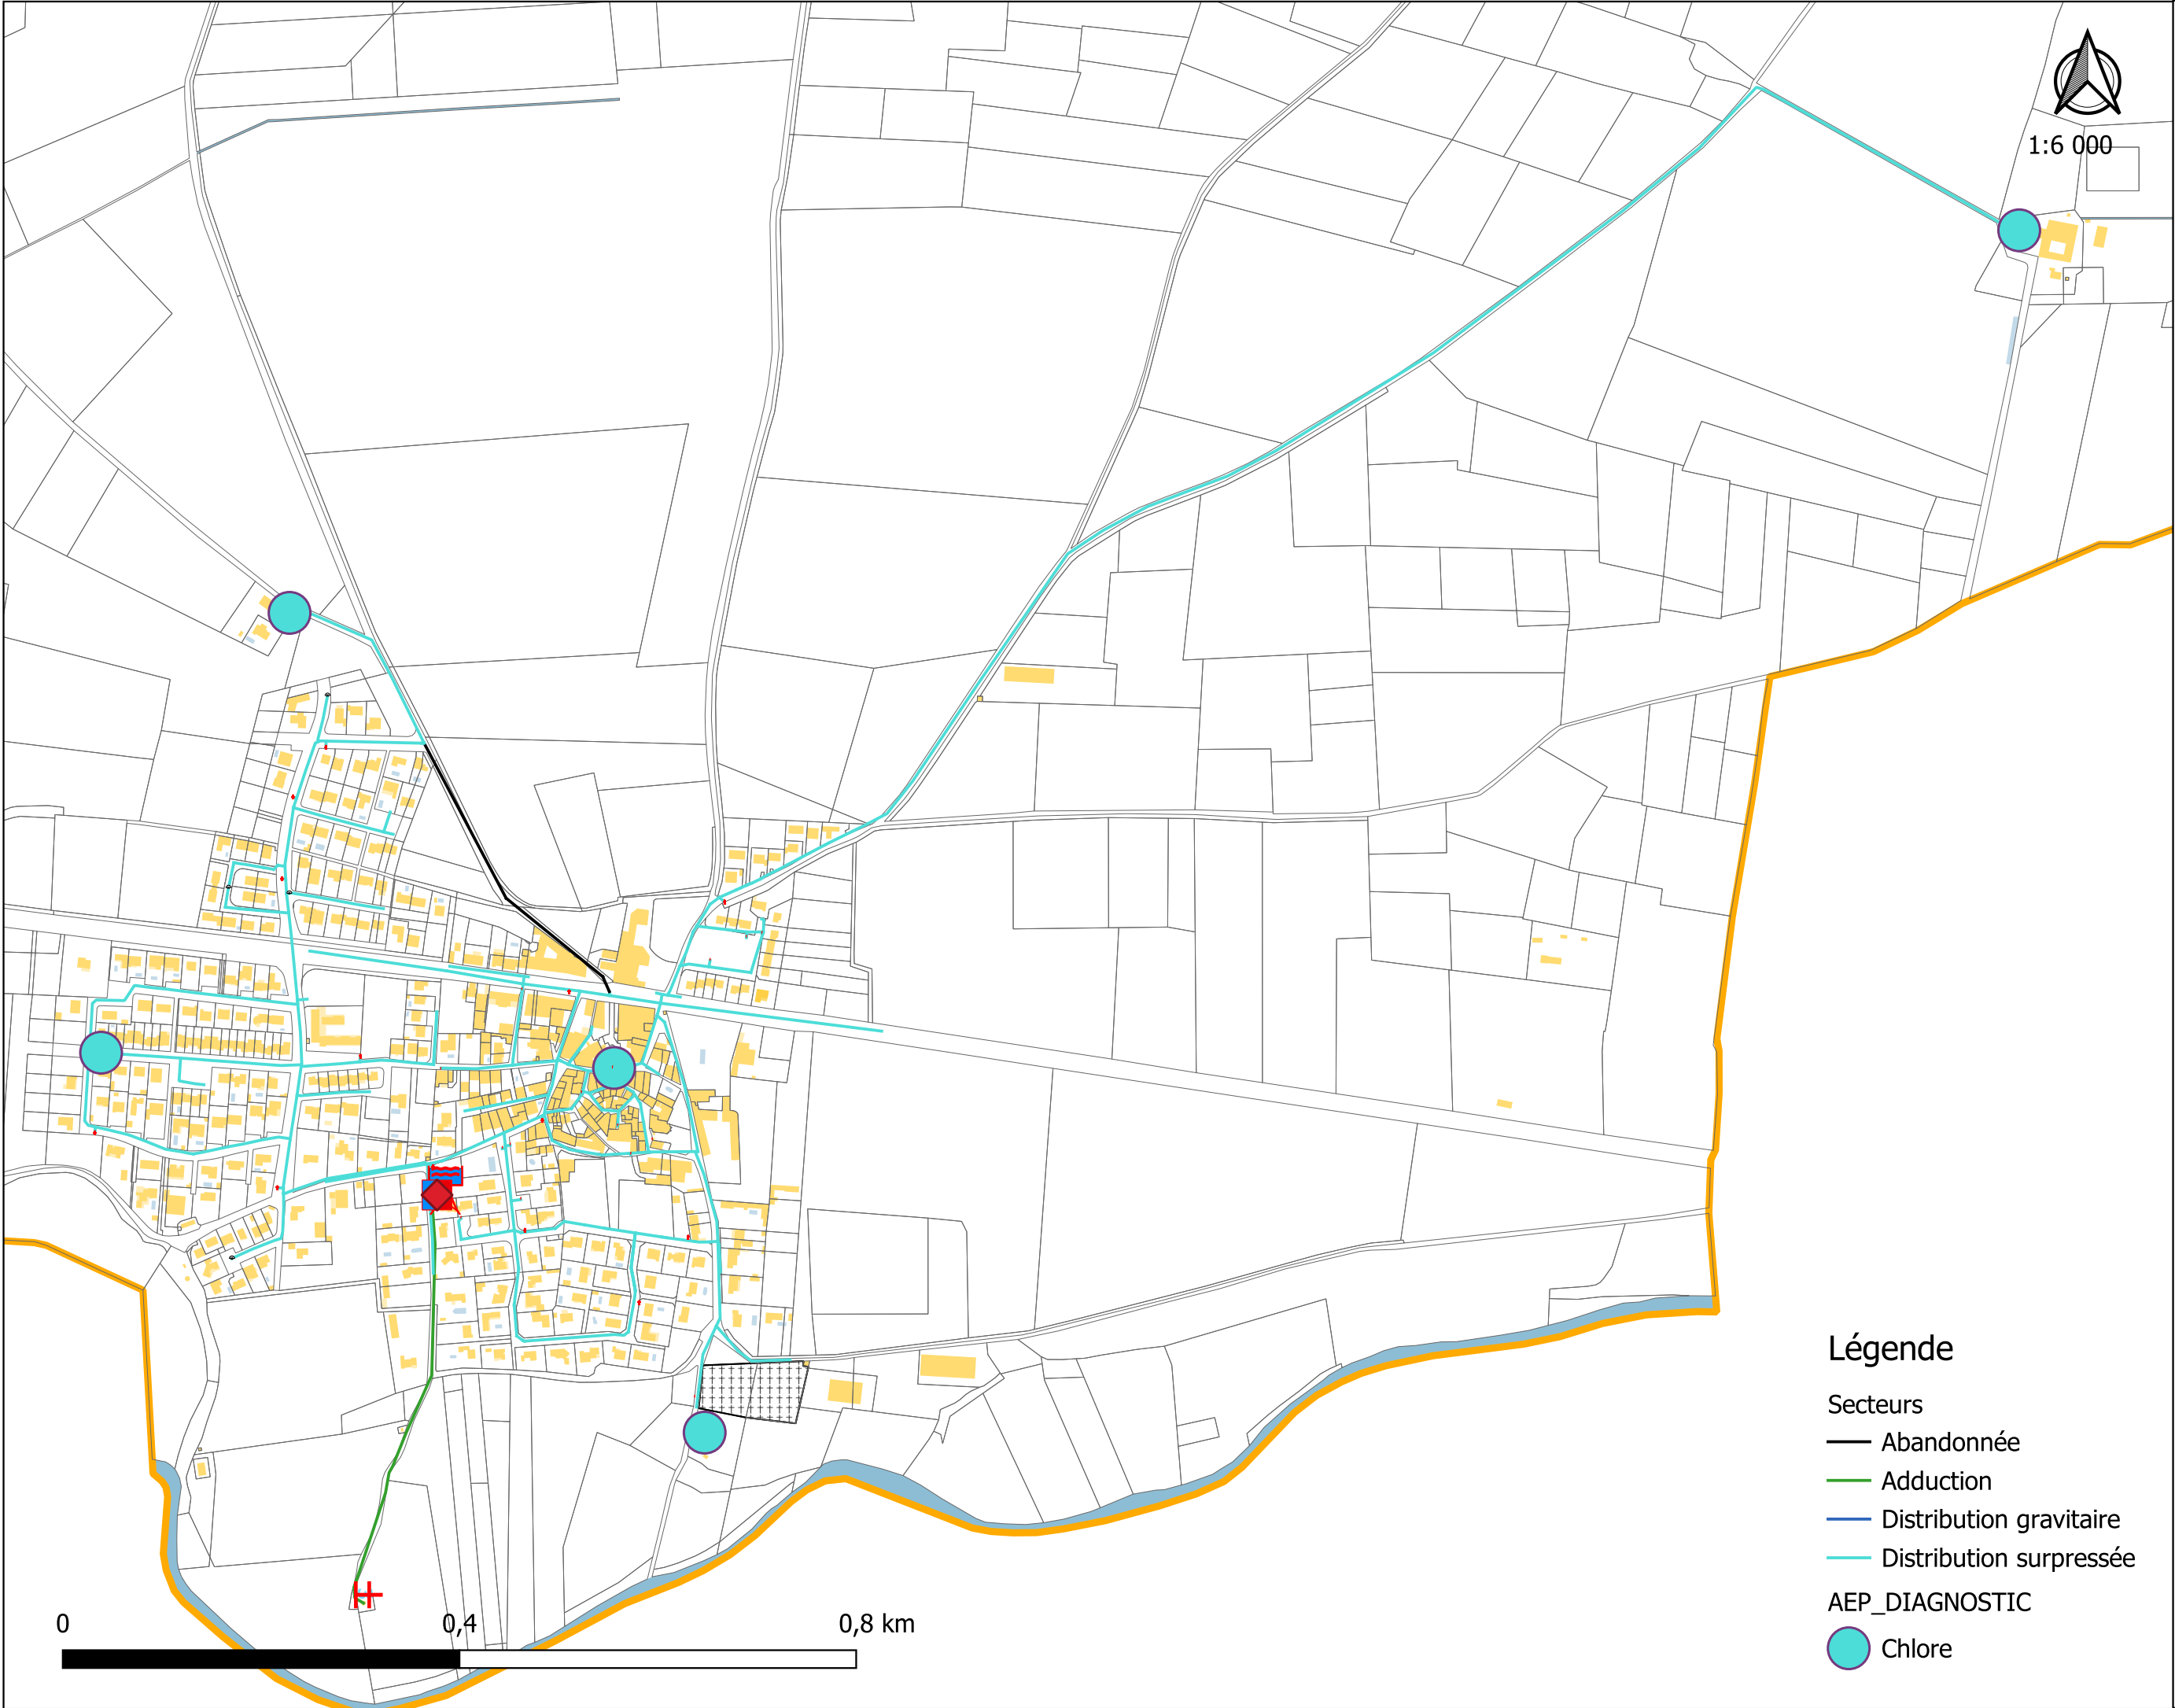 1:6 000
Légende
Secteurs
Abandonnée
Adduction
Distribution gravitaire
Distribution surpressée
AEP_DIAGNOSTIC
Chlore
0 0,4 0,8 km